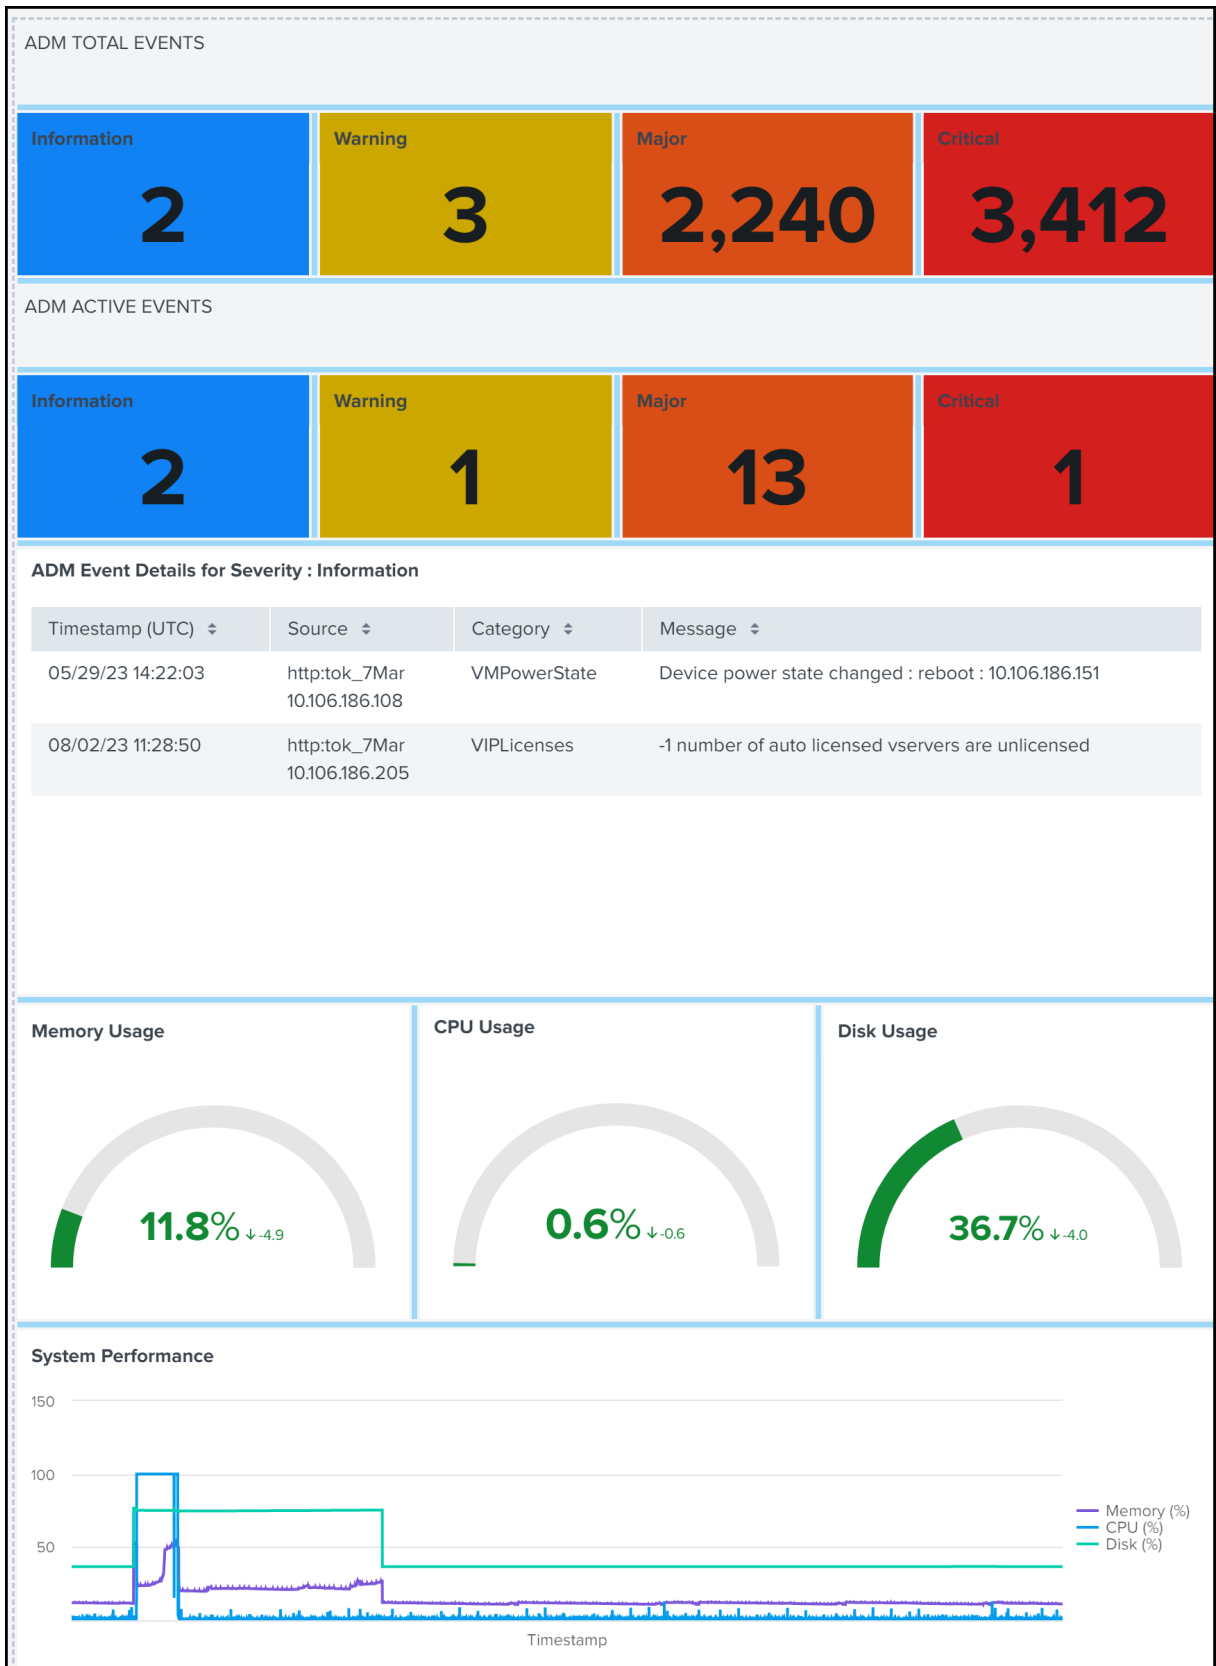 ADM TOTAL EVENTS
Information Warning Major Critical
2 3 2,240 3,412
ADM ACTIVE EVENTS
Information Warning Major Critical
2 1 13 1
ADM Event Details for Severity : Information
Timestamp (UTC) Source Category Message
05/29/23 14:22:03 http:tok_7Mar VMPowerState Device power state changed : reboot : 10.106.186.151
10.106.186.108
08/02/23 11:28:50 http:tok_7Mar VIPLicenses -1 number of auto licensed vservers are unlicensed
10.106.186.205
Memory Usage CPU Usage Disk Usage
11.8% ↓-4.9 0.6% ↓-0.6 36.7% ↓-4.0
System Performance
150
100
50
Memory (%)
CPU (%)
Disk (%)
Timestamp